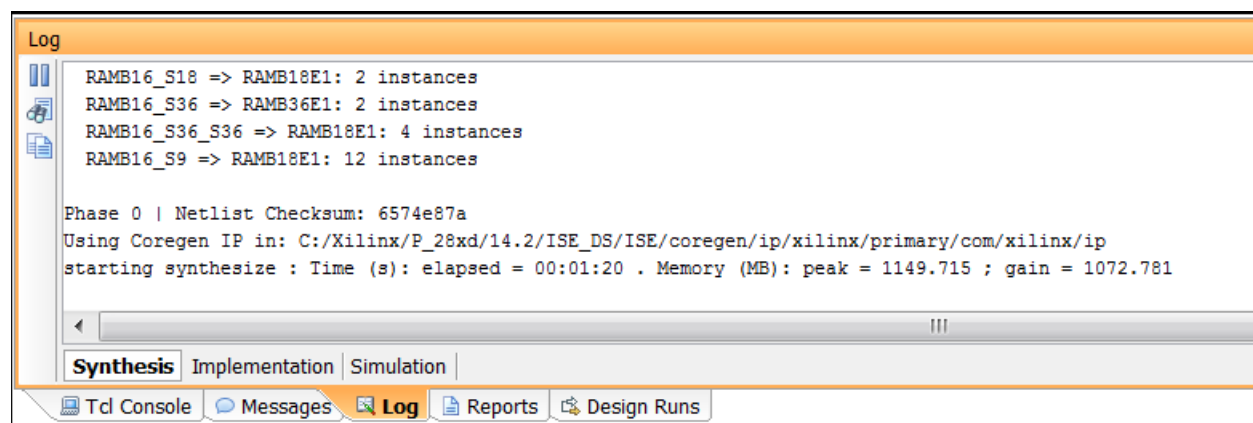 Log
RAMB16_S18 => RAMB18E1: 2 instances
RAMB16_S36 => RAMB36E1: 2 instances
RAMB16_S36_S36 => RAMB18E1: 4 instances
RAMB16_S9 => RAMB18E1: 12 instances
Phase 0 | Netlist Checksum: 6574e87a
Using Coregen IP in: C:/Xilinx/P_28xd/14.2/ISE_DS/ISE/coregen/ip/xilinx/primary/com/xilinx/ip
starting synthesize : Time (s): elapsed = 00:01:20 . Memory (MB): peak = 1149.715 ; gain = 1072.781
Synthesis Implementation Simulation
Tcl Console Messages Log Reports Design Runs